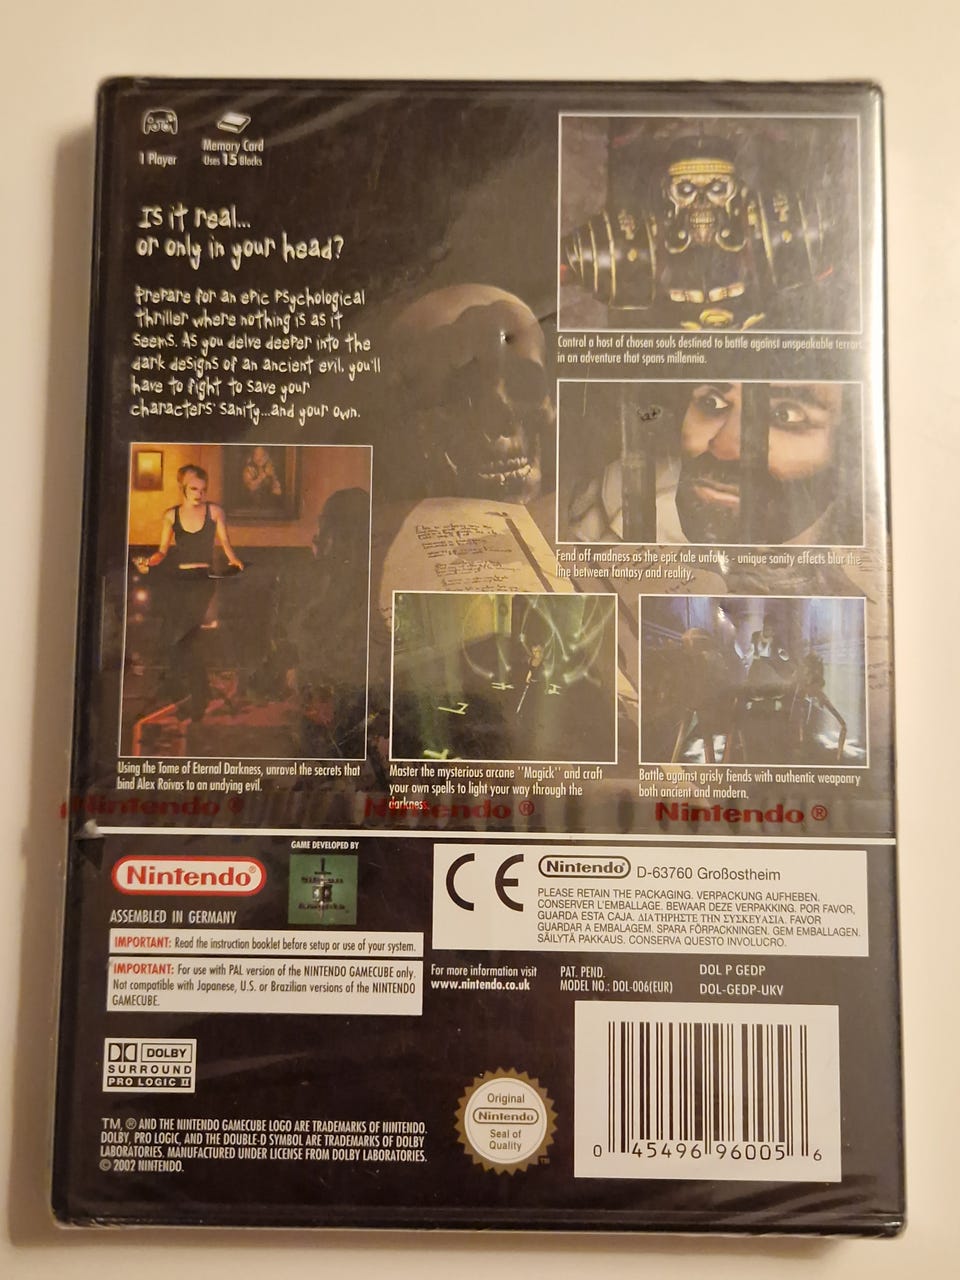 1 Player
Memory Card
Uses 15 Blocks
Is it real...
or only in your head?
Prepare for an epic psychological
thriller where nothing is as it
seems. As you delve deeper into the
dark designs of an ancient evil, you'll
have to fight to save your
characters' sanity...and your own.
Control a host of chosen souls destined to battle against unspeakable terrors
in an adventure that spans millennia.
Fend off madness as the epic tale unfolds - unique sanity effects blur the
line between fantasy and reality.
Using the Tome of Eternal Darkness, unravel the secrets that
bind Alex Roivas to an undying evil.
Master the mysterious arcane "Magick" and craft
your own spells to light your way through the
darkness.
Battle against grisly fiends with authentic weaponry
both ancient and modern.
Nintendo ®
Nintendo ®
Nintendo ®
Nintendo®
ASSEMBLED IN GERMANY
GAME DEVELOPED BY
Silicon
Knights
CE
Nintendo® D-63760 Großostheim
PLEASE RETAIN THE PACKAGING. VERPACKUNG AUFHEBEN.
CONSERVER L'EMBALLAGE. BEWAAR DEZE VERPAKKING. POR FAVOR,
GUARDA ESTA CAJA. ΔΙΑΤΗΡΗΣΤΕ ΤΗΝ ΣΥΣΚΕΥΑΣΙΑ. FAVOR
GUARDAR A EMBALAGEM. SPARA FÖRPACKNINGEN. GEM EMBALLAGEN.
SÄILYTÄ PAKKAUS. CONSERVA QUESTO INVOLUCRO.
IMPORTANT: Read the instruction booklet before setup or use of your system.
IMPORTANT: For use with PAL version of the NINTENDO GAMECUBE only.
Not compatible with Japanese, U.S. or Brazilian versions of the NINTENDO
GAMECUBE.
For more information visit
www.nintendo.co.uk
PAT. PEND.
MODEL NO.: DOL-006(EUR)
DOL P GEDP
DOL-GEDP-UKV
DOLBY
SURROUND
PRO LOGIC II
TM, ® AND THE NINTENDO GAMECUBE LOGO ARE TRADEMARKS OF NINTENDO.
DOLBY, PRO LOGIC, AND THE DOUBLE-D SYMBOL ARE TRADEMARKS OF DOLBY
LABORATORIES. MANUFACTURED UNDER LICENSE FROM DOLBY LABORATORIES.
© 2002 NINTENDO.
Original
Nintendo®
Seal of
Quality
TM
0 45496 96005 6